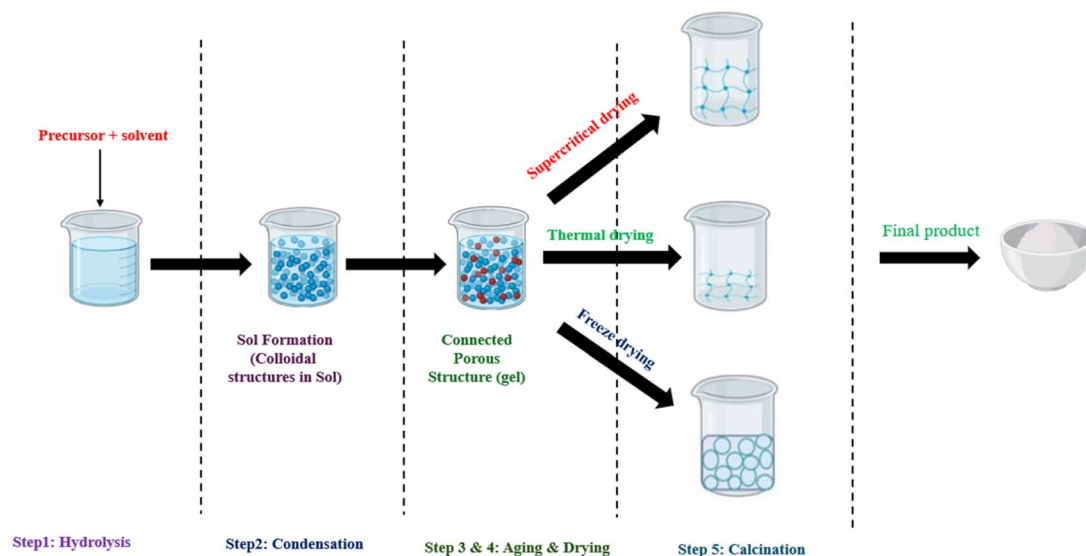 Precursor + solvent
Sol Formation
(Colloidal
structures in Sol)
Connected
Porous
Structure (gel)
Supercritical drying
Thermal drying
Freeze drying
Final product
Step1: Hydrolysis
Step2: Condensation
Step 3 & 4: Aging & Drying
Step 5: Calcination